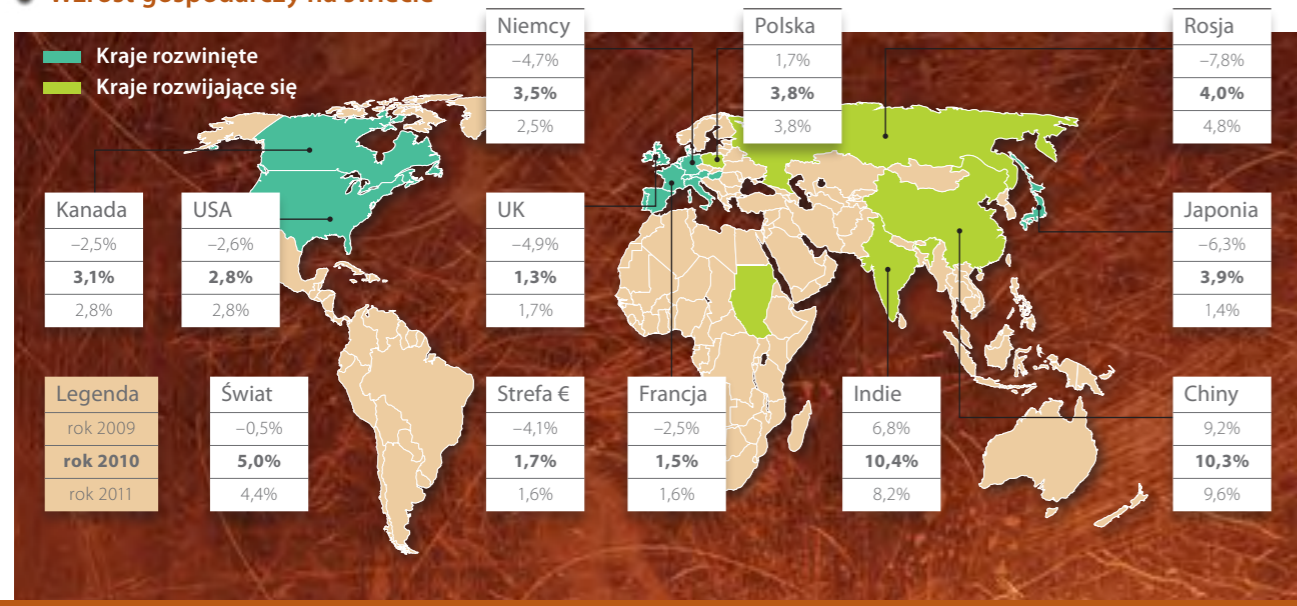 Wzrost gospodarczy na świecie
Kraje rozwinięte
Kraje rozwijające się
Niemcy
–4,7%
3,5%
2,5%
Polska
1,7%
3,8%
3,8%
Rosja
–7,8%
4,0%
4,8%
Kanada
–2,5%
3,1%
2,8%
USA
–2,6%
2,8%
2,8%
UK
–4,9%
1,3%
1,7%
Japonia
–6,3%
3,9%
1,4%
Legenda
rok 2009
rok 2010
rok 2011
Świat
–0,5%
5,0%
4,4%
Strefa €
–4,1%
1,7%
1,6%
Francja
–2,5%
1,5%
1,6%
Indie
6,8%
10,4%
8,2%
Chiny
9,2%
10,3%
9,6%